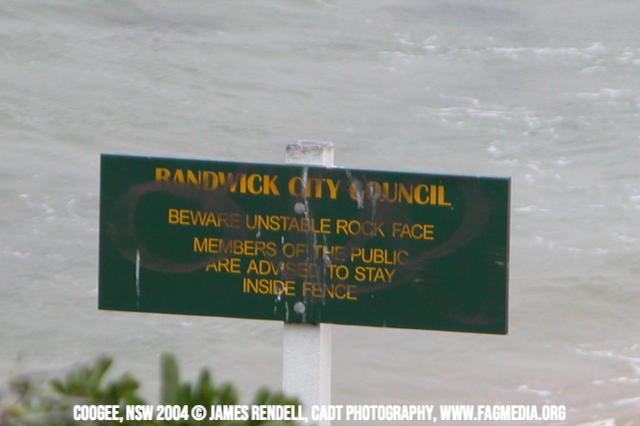 RANDWICK CITY COUNCIL
BEWARE UNSTABLE ROCK FACE
MEMBERS OF THE PUBLIC
ARE ADVISED TO STAY
INSIDE FENCE
COOGEE, NSW 2004 © JAMES RENDELL, CADT PHOTOGRAPHY, WWW.FAGMEDIA.ORG